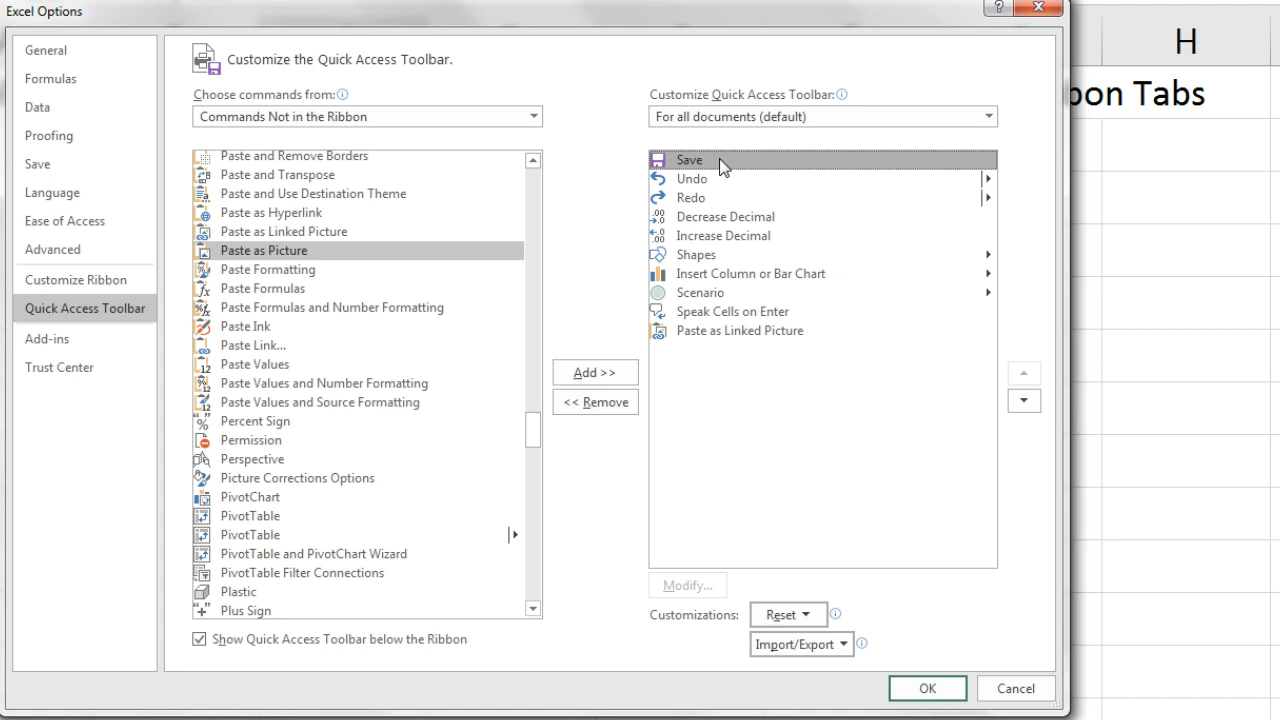 Excel Options
?
H
bon Tabs
General
Formulas
Data
Proofing
Save
Language
Ease of Access
Advanced
Customize Ribbon
Quick Access Toolbar
Add-ins
Trust Center
Customize the Quick Access Toolbar.
Choose commands from:
Commands Not in the Ribbon
Paste and Remove Borders
Paste and Transpose
Paste and Use Destination Theme
Paste as Hyperlink
Paste as Linked Picture
Paste as Picture
Paste Formatting
Paste Formulas
Paste Formulas and Number Formatting
Paste Ink
Paste Link...
Paste Values
Paste Values and Number Formatting
Paste Values and Source Formatting
Percent Sign
Permission
Perspective
Picture Corrections Options
PivotChart
PivotTable
PivotTable
PivotTable and PivotChart Wizard
PivotTable Filter Connections
Plastic
Plus Sign
Show Quick Access Toolbar below the Ribbon
Add >>
<< Remove
Customize Quick Access Toolbar:
For all documents (default)
Save
Undo
Redo
Decrease Decimal
Increase Decimal
Shapes
Insert Column or Bar Chart
Scenario
Speak Cells on Enter
Paste as Linked Picture
Modify...
Customizations:
Reset
Import/Export
OK
Cancel